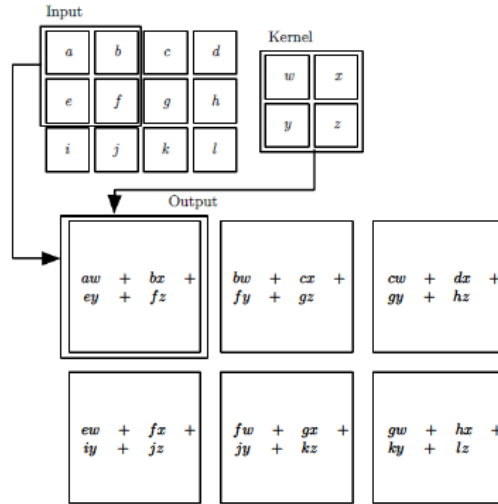 Input
a b c d
Kernel
w x
e f g h
y z
i j k l
Output
aw + bx +
ey + fz
bw + cx +
fy + gz
cw + dx +
gy + hz
ew + fx +
iy + jz
fw + gx +
jy + kz
gw + hx +
ky + lz